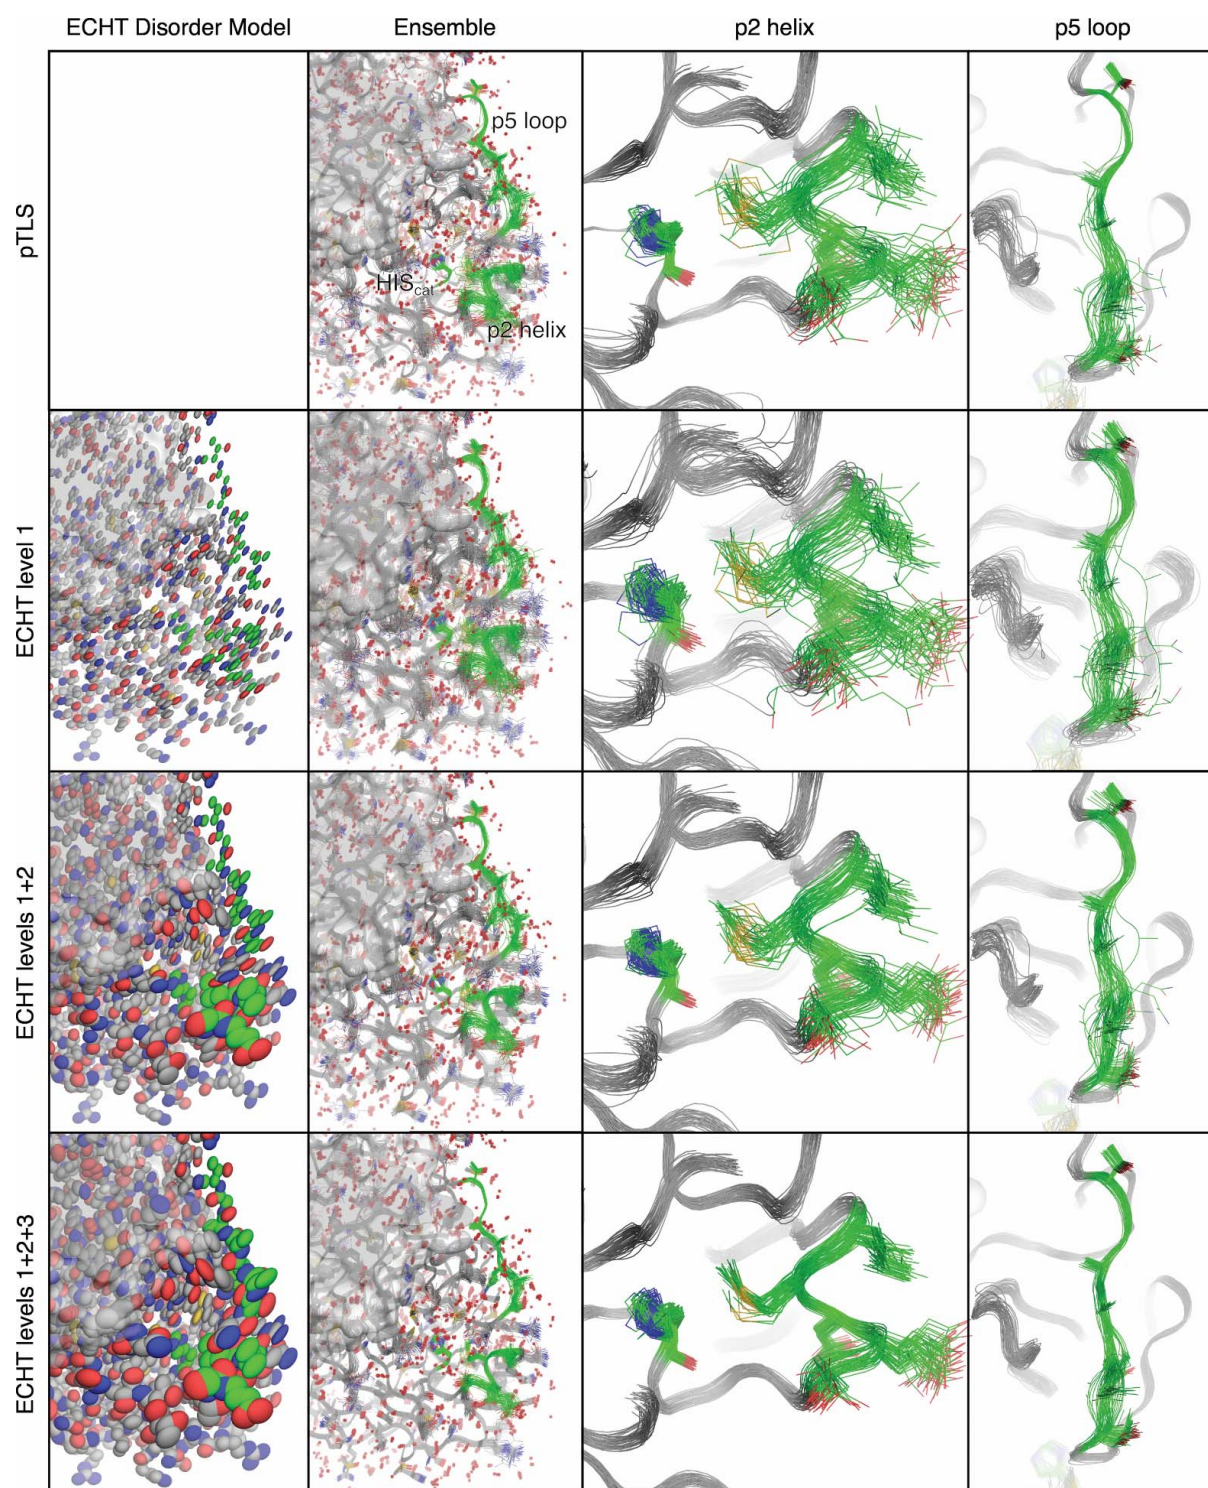 ECHT Disorder Model
Ensemble
p2 helix
p5 loop
pTLS
p5 loop
HIScat
p2 helix
ECHT level 1
ECHT levels 1+2
ECHT levels 1+2+3